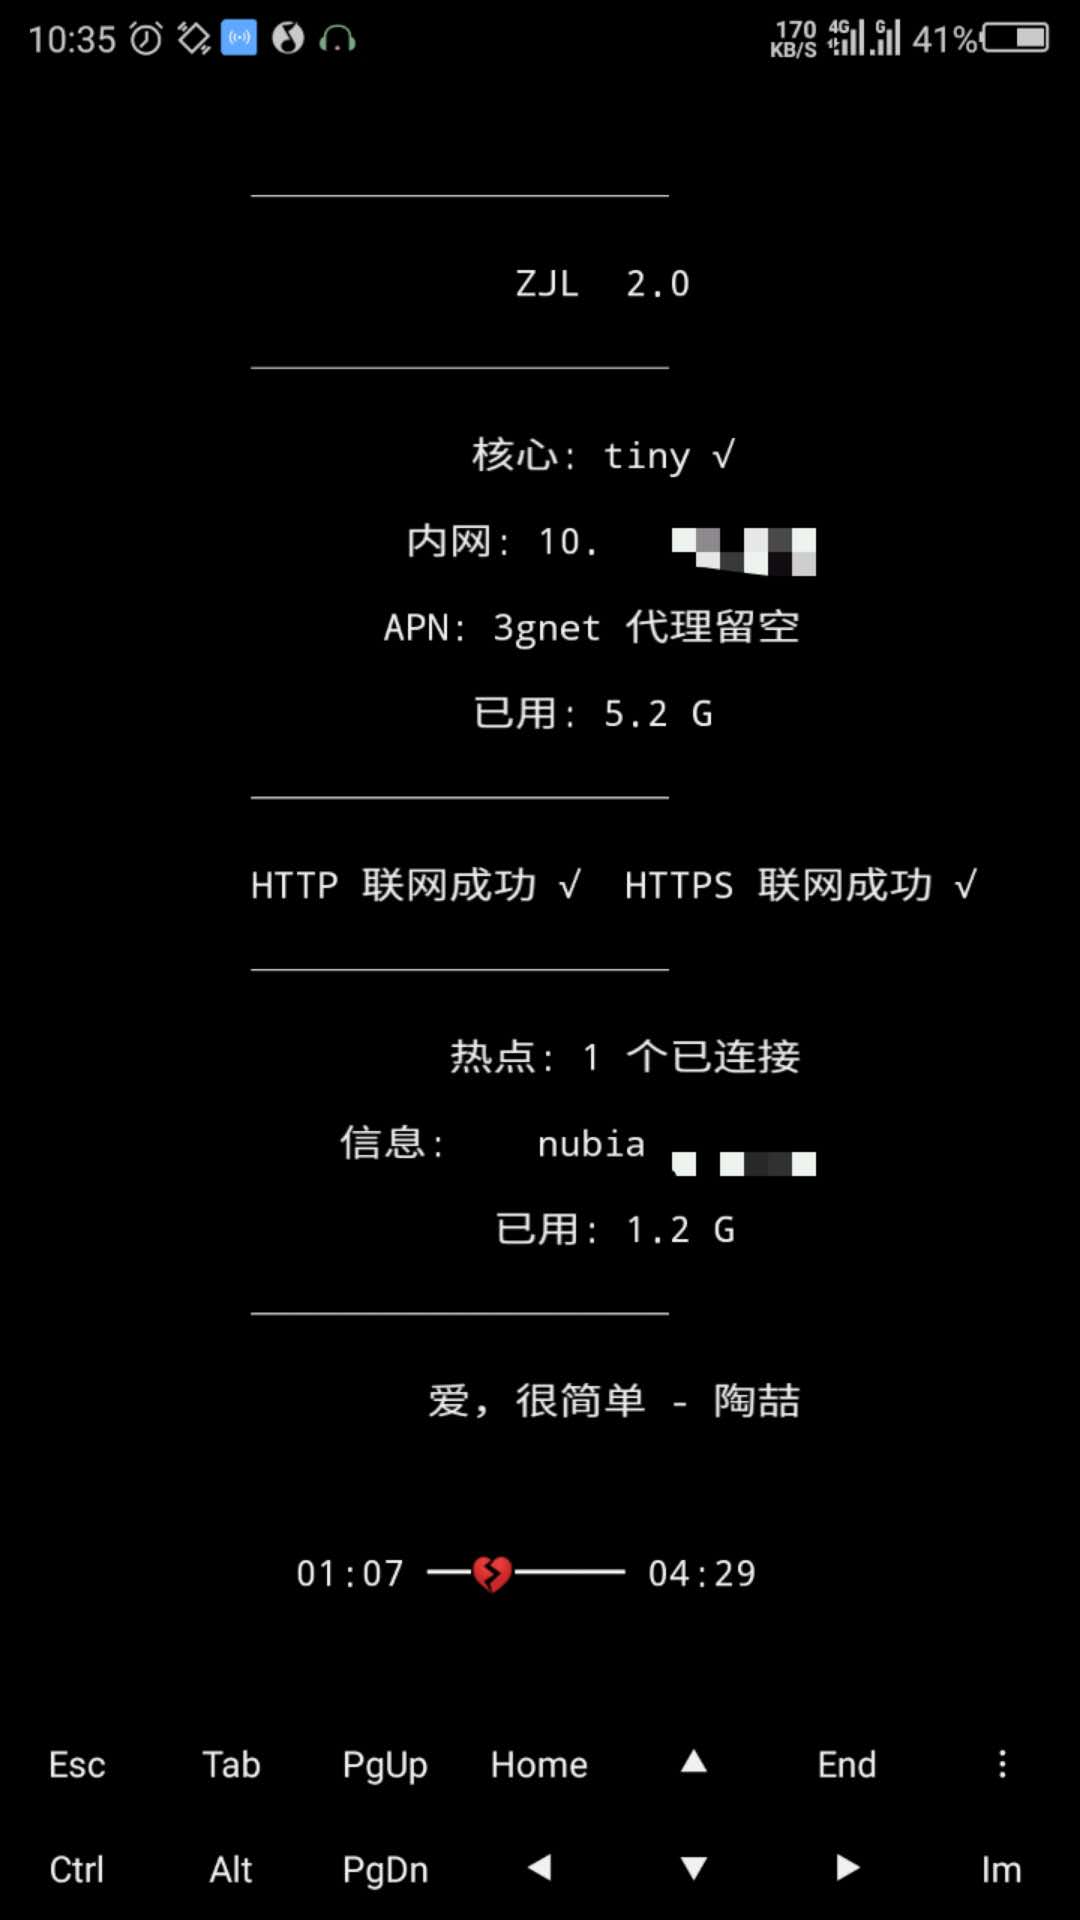 10:35 170 KB/S 4G G 41%
ZJL 2.0
核心: tiny √
内网: 10.
APN: 3gnet 代理留空
已用: 5.2 G
HTTP 联网成功 √ HTTPS 联网成功 √
热点: 1 个已连接
信息: nubia
已用: 1.2 G
爱，很简单 - 陶喆
01:07 04:29
Esc Tab PgUp Home ▲ End ⋮
Ctrl Alt PgDn ◀ ▼ ▶ Im